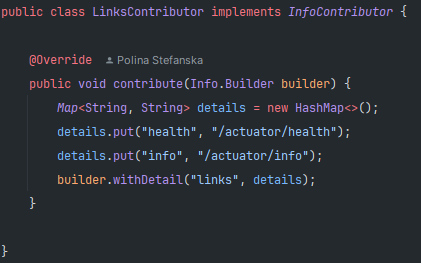 public class LinksContributor implements InfoContributor {
@Override Polina Stefanska
public void contribute(Info.Builder builder) {
Map<String, String> details = new HashMap<>();
details.put("health", "/actuator/health");
details.put("info", "/actuator/info");
builder.withDetail("links", details);
}
}